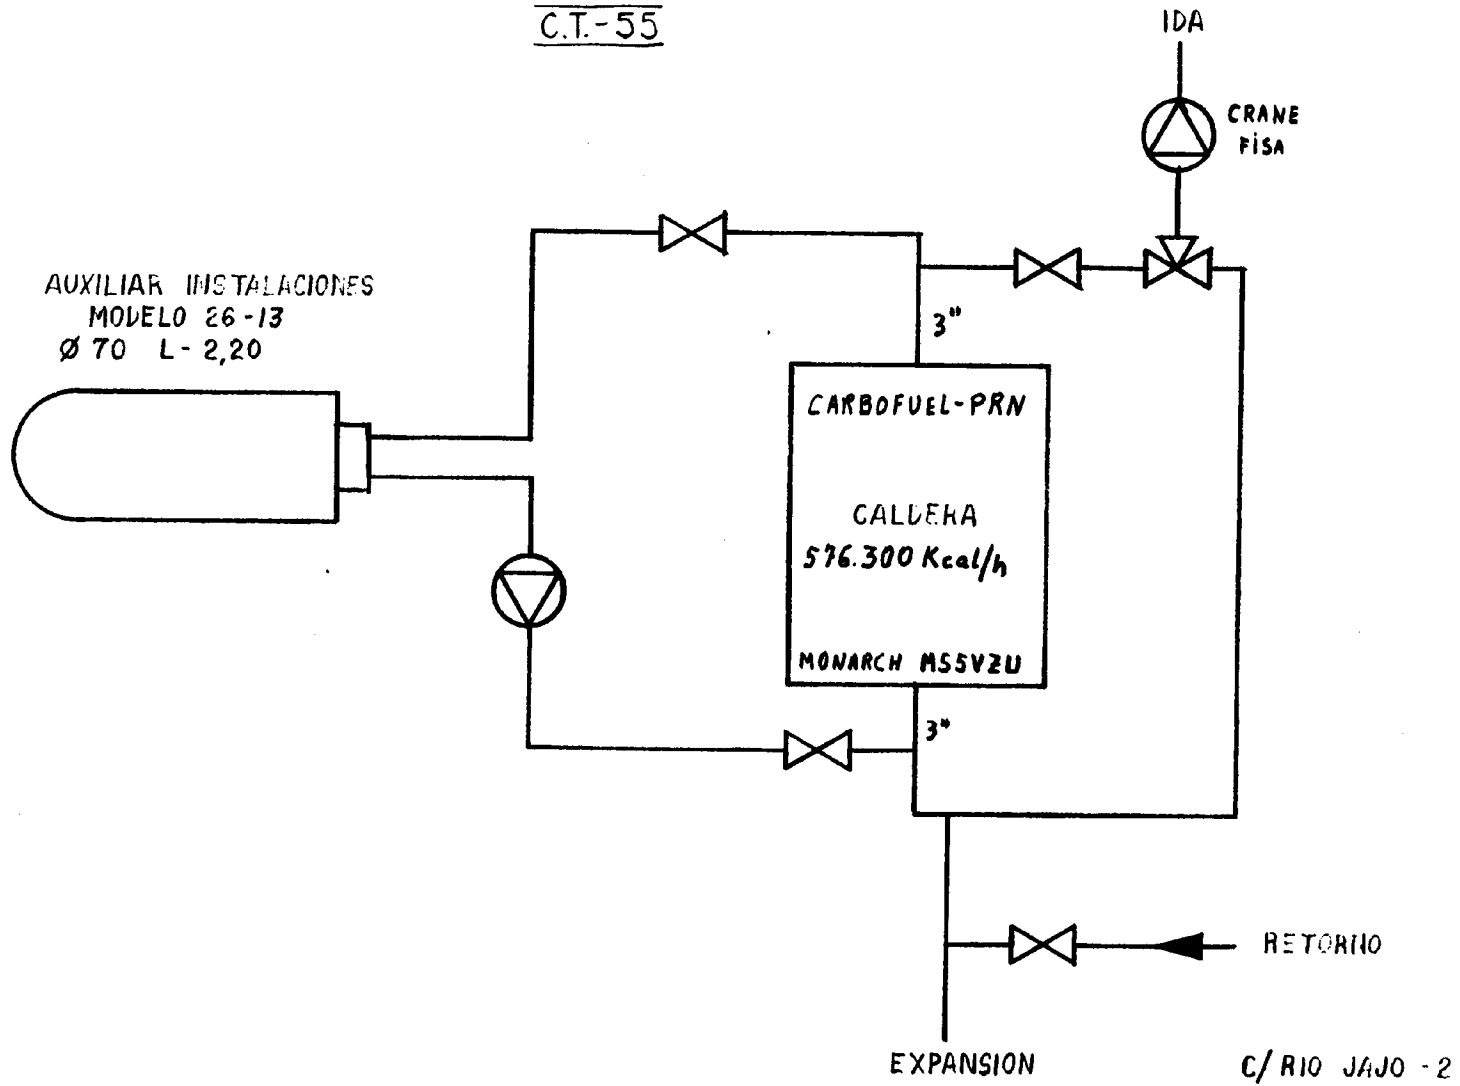 C.T.-55
IDA
CRANE
FISA
AUXILIAR INSTALACIONES
MODELO 26-13
Ø 70 L- 2,20
3"
CARBOFUEL-PRN
CALDERA
576.300 Kcal/h
MONARCH MS5VZU
3"
RETORNO
EXPANSION
C/ RIO JAJO - 2